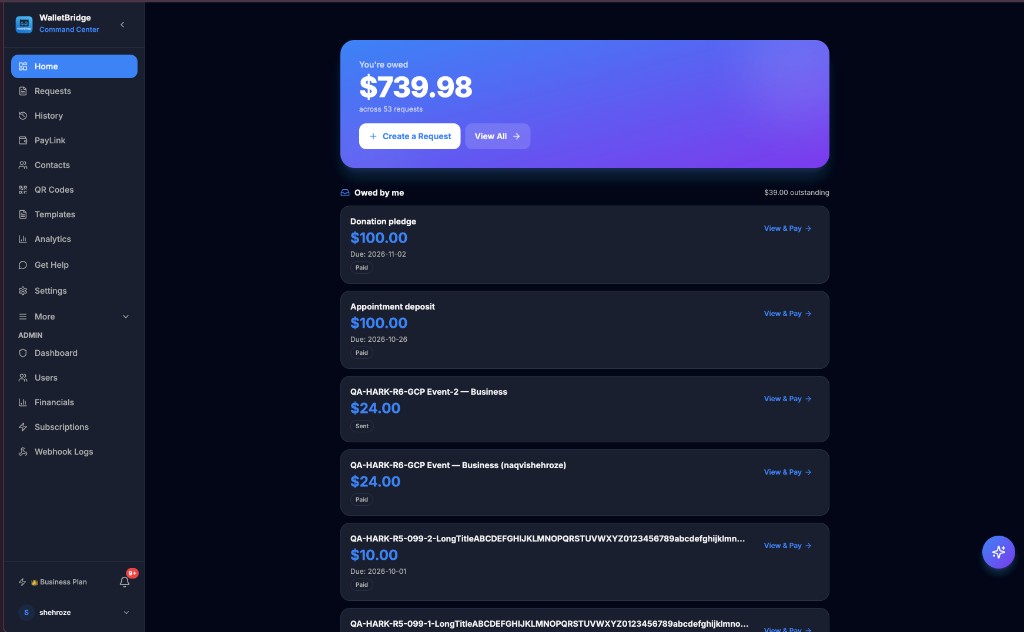 WalletBridge
Command Center
Home
Requests
History
PayLink
Contacts
QR Codes
Templates
Analytics
Get Help
Settings
More
ADMIN
Dashboard
Users
Financials
Subscriptions
Webhook Logs
Business Plan
9+
S shehroze
You're owed
$739.98
across 53 requests
+ Create a Request
View All →
Owed by me
$39.00 outstanding
Donation pledge
$100.00
Due: 2026-11-02
Paid
View & Pay →
Appointment deposit
$100.00
Due: 2026-10-26
Paid
View & Pay →
QA-HARK-R6-GCP Event-2 — Business
$24.00
Sent
View & Pay →
QA-HARK-R6-GCP Event — Business (naqvishehroze)
$24.00
Paid
View & Pay →
QA-HARK-R5-099-2-LongTitleABCDEFGHIJKLMNOPQRSTUVWXYZ0123456789abcdefghijklmn...
$10.00
Due: 2026-10-01
Paid
View & Pay →
QA-HARK-R5-099-1-LongTitleABCDEFGHIJKLMNOPQRSTUVWXYZ0123456789abcdefghijklmno...
View & Pay →